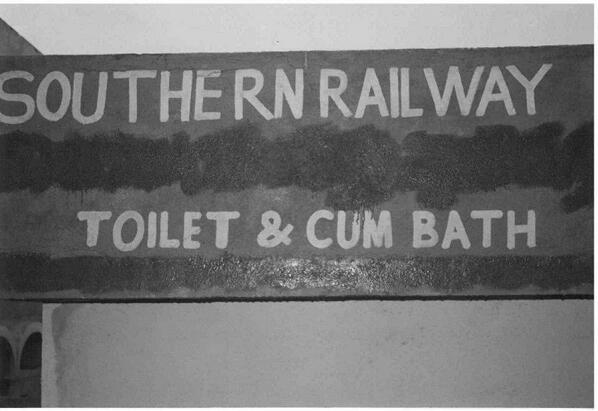 SOUTHERN RAILWAY
TOILET & CUM BATH